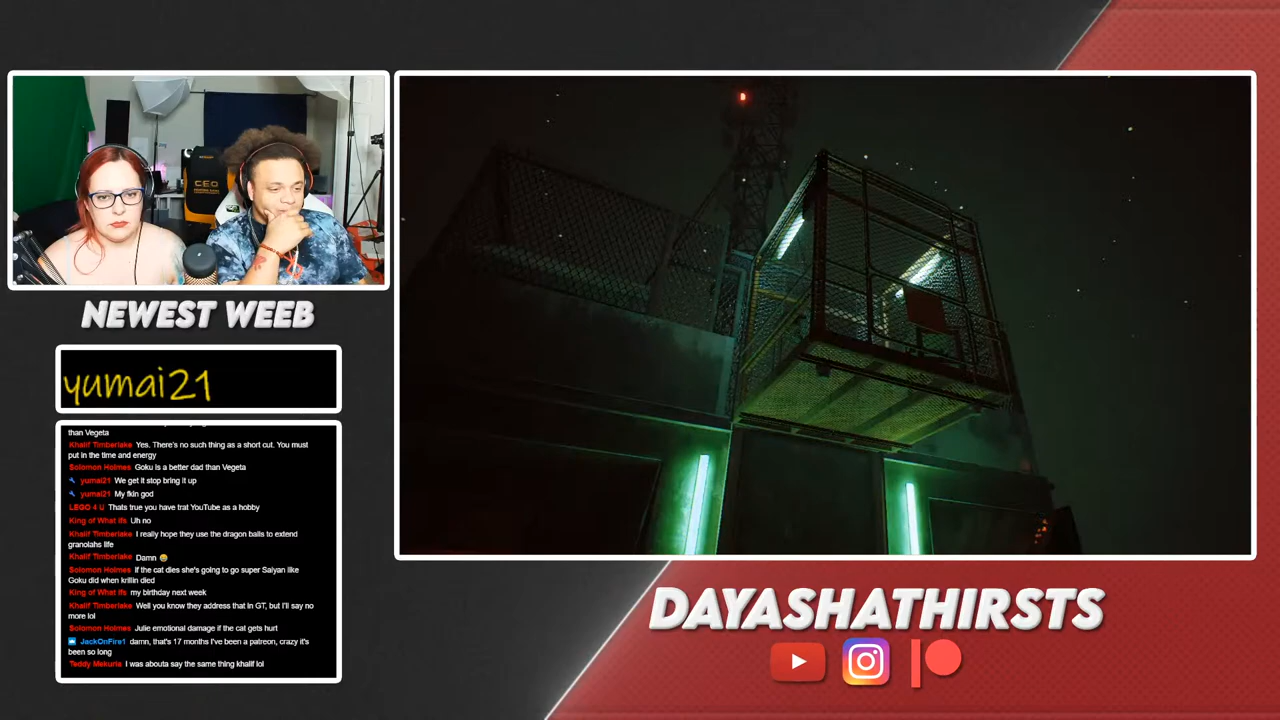 CEO
NEWEST WEEB
yumai21
than Vegeta
Khalif Timberlake Yes. There's no such thing as a short cut. You must
put in the time and energy
Solomon Holmes Goku is a better dad than Vegeta
yumai21 We get it stop bring it up
yumai21 My fkin god
LEGO 4 U Thats true you have trat YouTube as a hobby
King of What ifs Uh no
Khalif Timberlake I really hope they use the dragon balls to extend
granolahs life
Khalif Timberlake Damn 😅
Solomon Holmes If the cat dies she's going to go super Saiyan like
Goku did when krillin died
King of What ifs my birthday next week
Khalif Timberlake Well you know they address that in GT, but I'll say no
more lol
Solomon Holmes Julie emotional damage if the cat gets hurt
JackOnFire1 damn, that's 17 months I've been a patreon, crazy it's
been so long
Teddy Mekuria I was abouta say the same thing khalif lol
DAYASHATHIRSTS